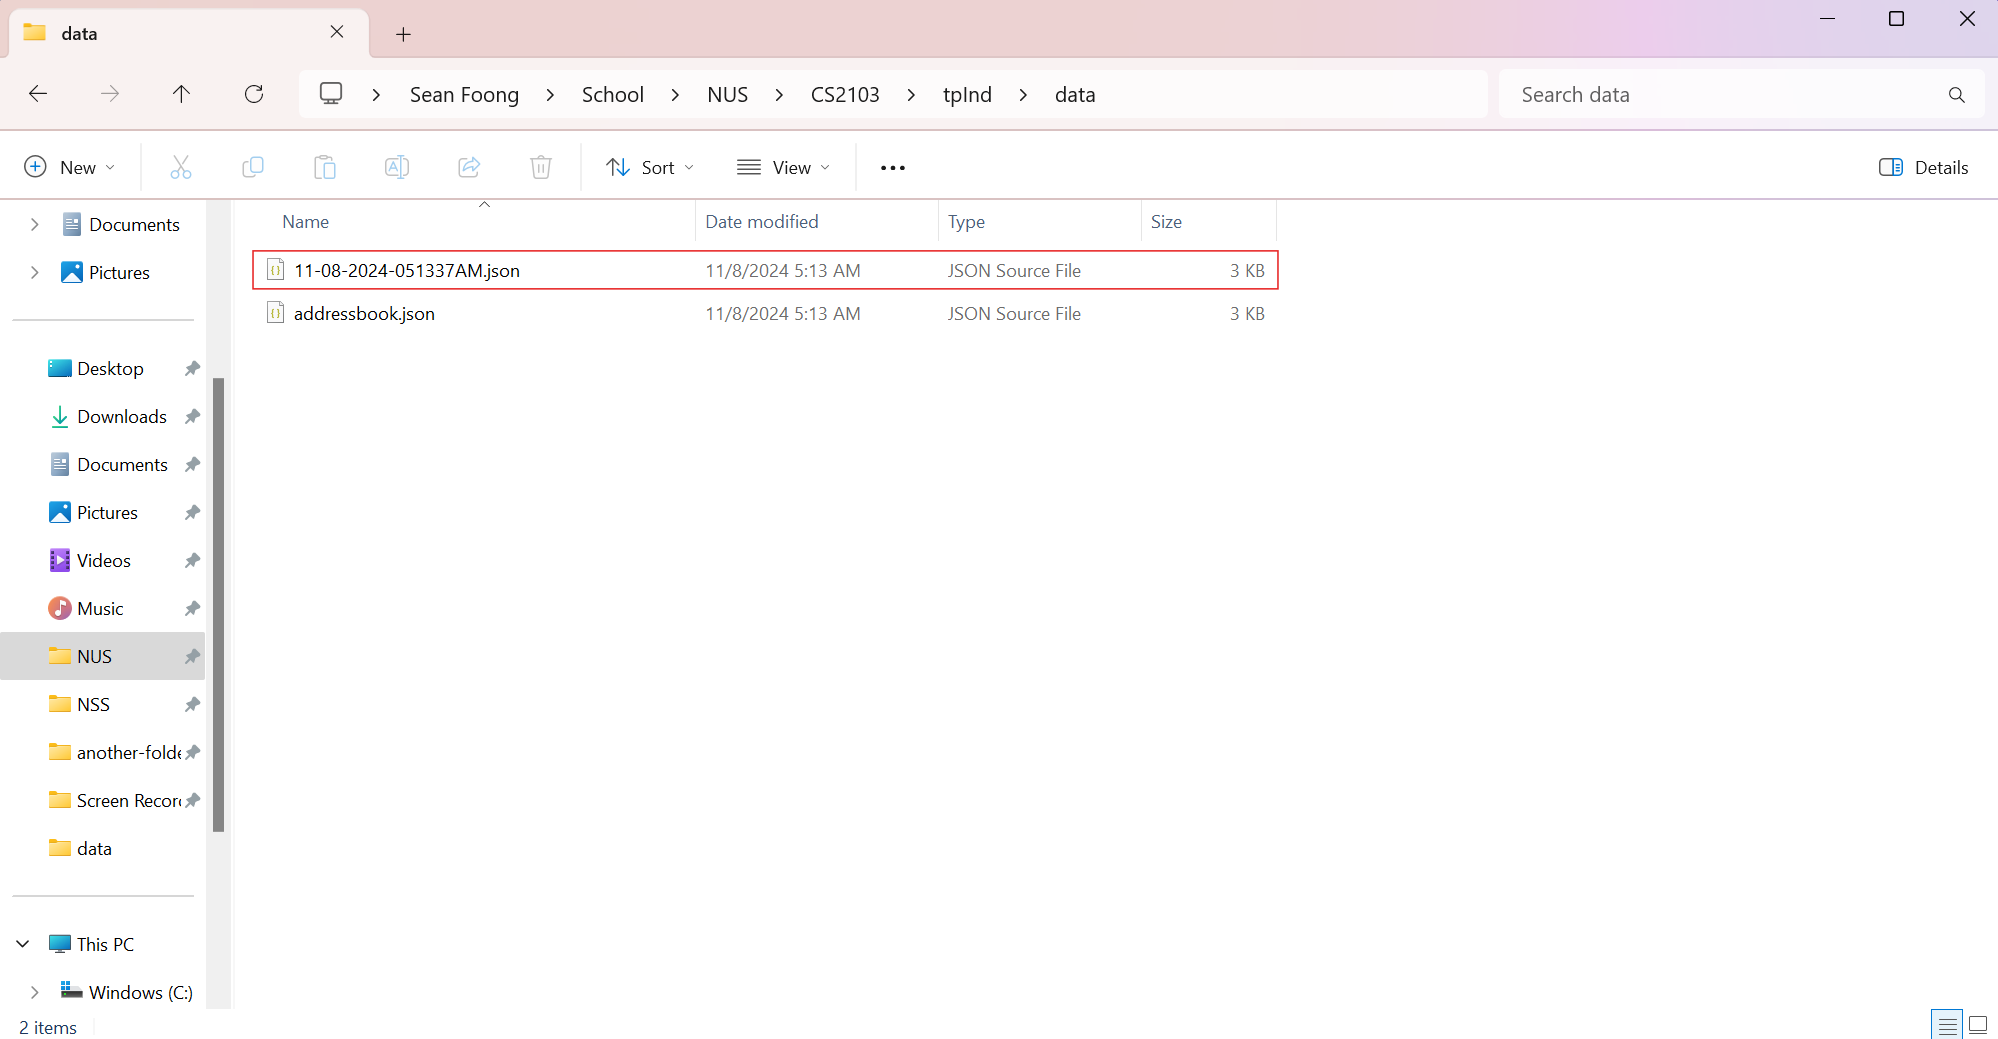 data
Sean Foong > School > NUS > CS2103 > tpInd > data
Search data
New
Sort
View
Details
Documents
Pictures
Desktop
Downloads
Documents
Pictures
Videos
Music
NUS
NSS
another-folde
Screen Recor
data
This PC
Windows (C:)
Name Date modified Type Size
11-08-2024-051337AM.json 11/8/2024 5:13 AM JSON Source File 3 KB
addressbook.json 11/8/2024 5:13 AM JSON Source File 3 KB
2 items